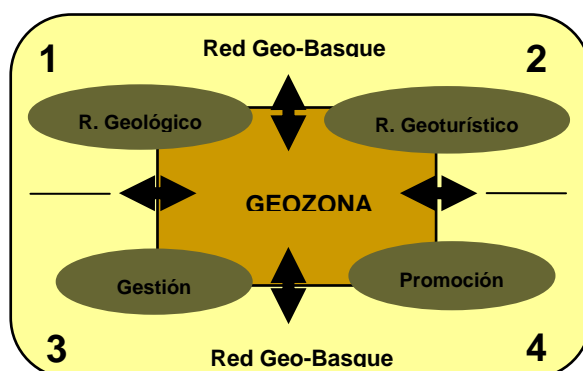 1
Red Geo-Basque
2
R. Geológico
R. Geoturístico
GEOZONA
Gestión
Promoción
3
Red Geo-Basque
4